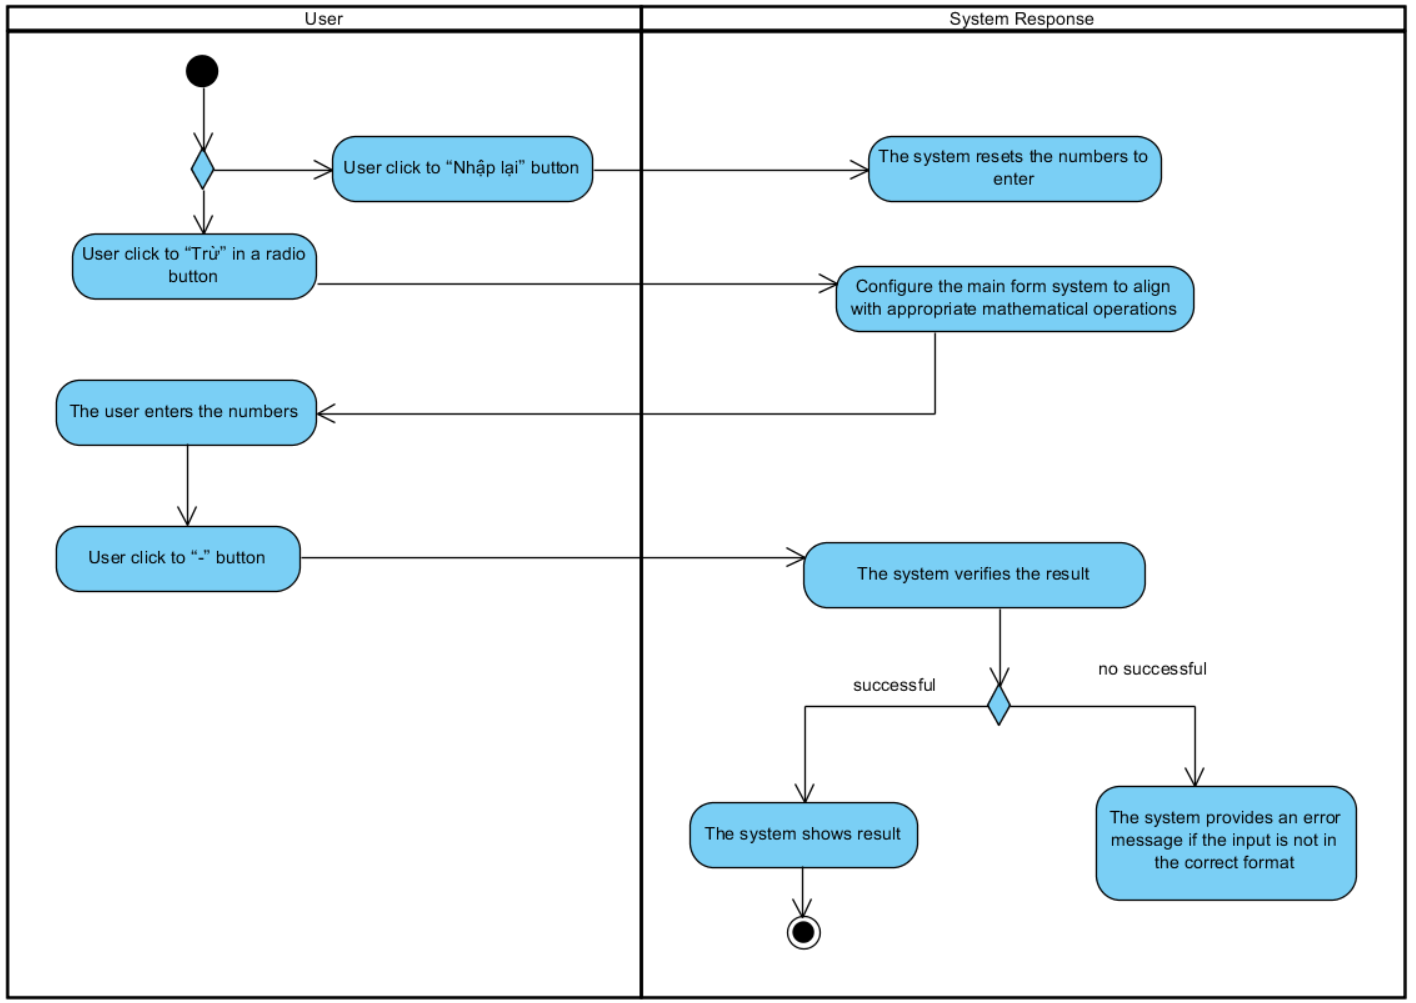 User
System Response
User click to “Nhập lại” button
The system resets the numbers to
enter
User click to “Trừ” in a radio
button
Configure the main form system to align
with appropriate mathematical operations
The user enters the numbers
User click to “-” button
The system verifies the result
successful
no successful
The system shows result
The system provides an error
message if the input is not in
the correct format